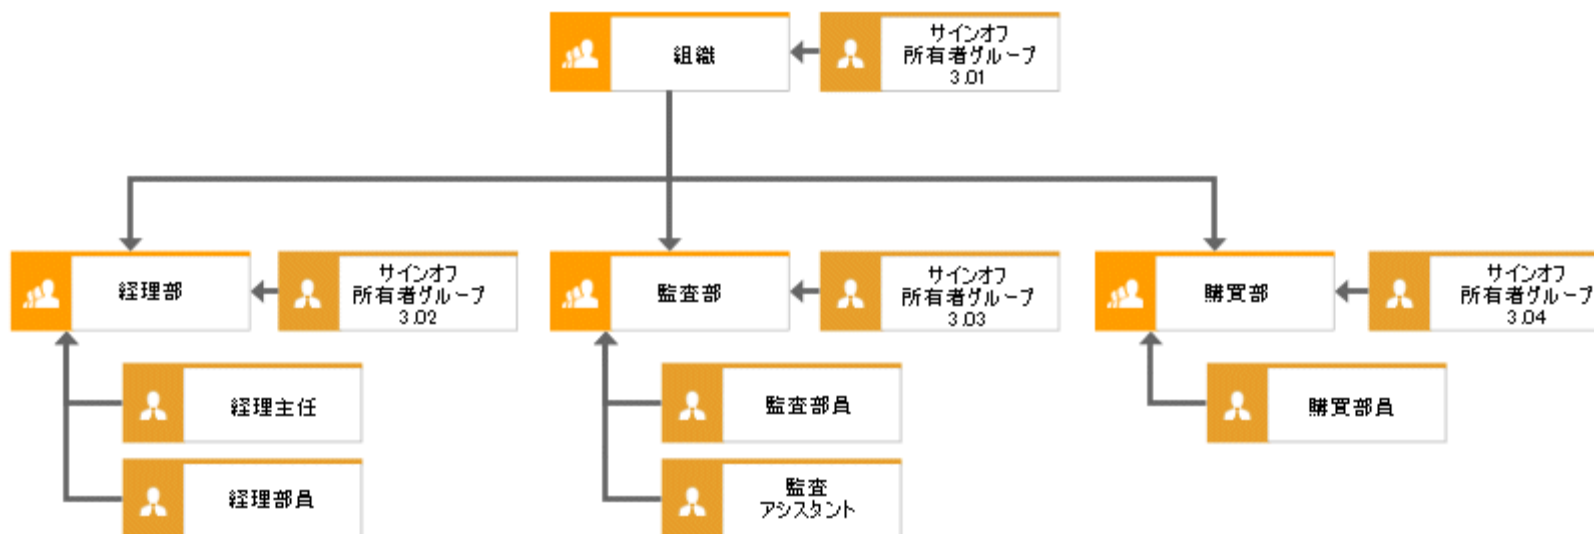 組織
サインオフ
所有者グループ
3.01
経理部
サインオフ
所有者グループ
3.02
監査部
サインオフ
所有者グループ
3.03
購買部
サインオフ
所有者グループ
3.04
経理主任
監査部員
購買部員
経理部員
監査
アシスタント